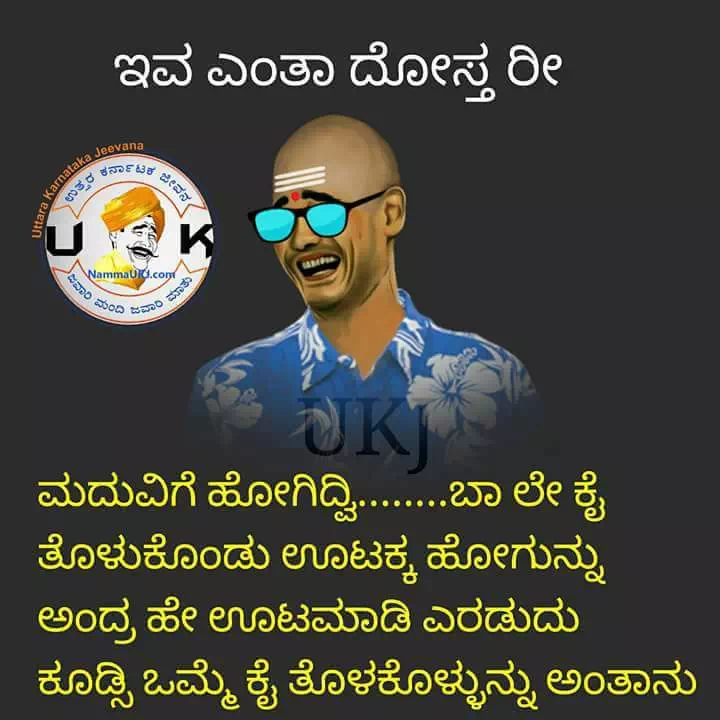 ಇವ ಎಂತಾ ದೋಸ್ತ ರೀ
Uttara Karnataka Jeevana
ಉತ್ತರ ಕರ್ನಾಟಕ ಜೀವನ
U K
NammaUKJ.com
ಜವಾರಿ ಮಂದಿ ಜವಾರಿ ಮಾತು
UKJ
ಮದುವಿಗೆ ಹೋಗಿದ್ವಿ........ಬಾ ಲೇ ಕೈ
ತೊಳುಕೊಂಡು ಊಟಕ್ಕ ಹೋಗುನ್ನು
ಅಂದ್ರ ಹೇ ಊಟಮಾಡಿ ಎರಡುದು
ಕೂಡ್ಸಿ ಒಮ್ಮೆ ಕೈ ತೊಳಕೊಳ್ಳುನ್ನು ಅಂತಾನು